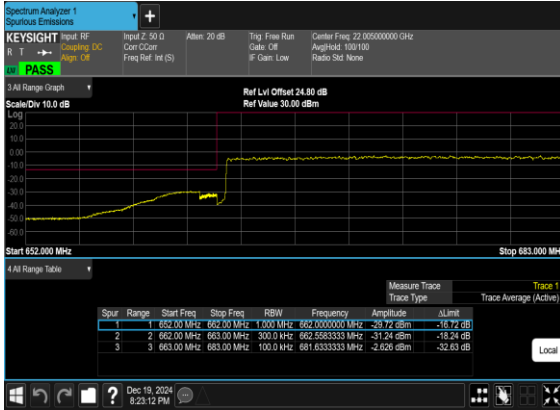 Spectrum Analyzer 1
Spurious Emissions
+
KEYSIGHT Input: RF Input Z: 50 Ω Atten: 20 dB Trig: Free Run Center Freq: 22.005000000 GHz
R T Coupling: DC Corr CCorr Gate: Off Avg|Hold: 100/100
Align: Off Freq Ref: Int (S) IF Gain: Low Radio Std: None
PASS
3 All Range Graph
Ref Lvl Offset 24.80 dB
Scale/Div 10.0 dB Ref Value 30.00 dBm
Log
20.0
10.0
0.00
-10.0
-20.0
-30.0
-40.0
-50.0
-60.0
Start 652.000 MHz Stop 683.000 MH
4 All Range Table
Measure Trace Trace 1
Trace Type Trace Average (Active)
Spur Range Start Freq Stop Freq RBW Frequency Amplitude ΔLimit
1 1 652.00 MHz 662.00 MHz 1.000 MHz 662.0000000 MHz -29.72 dBm -16.72 dB
2 2 662.00 MHz 663.00 MHz 300.0 kHz 662.5583333 MHz -31.24 dBm -18.24 dB
3 3 663.00 MHz 683.00 MHz 100.0 kHz 681.6333333 MHz -2.626 dBm -32.63 dB
Local
? Dec 19, 2024
8:23:12 PM